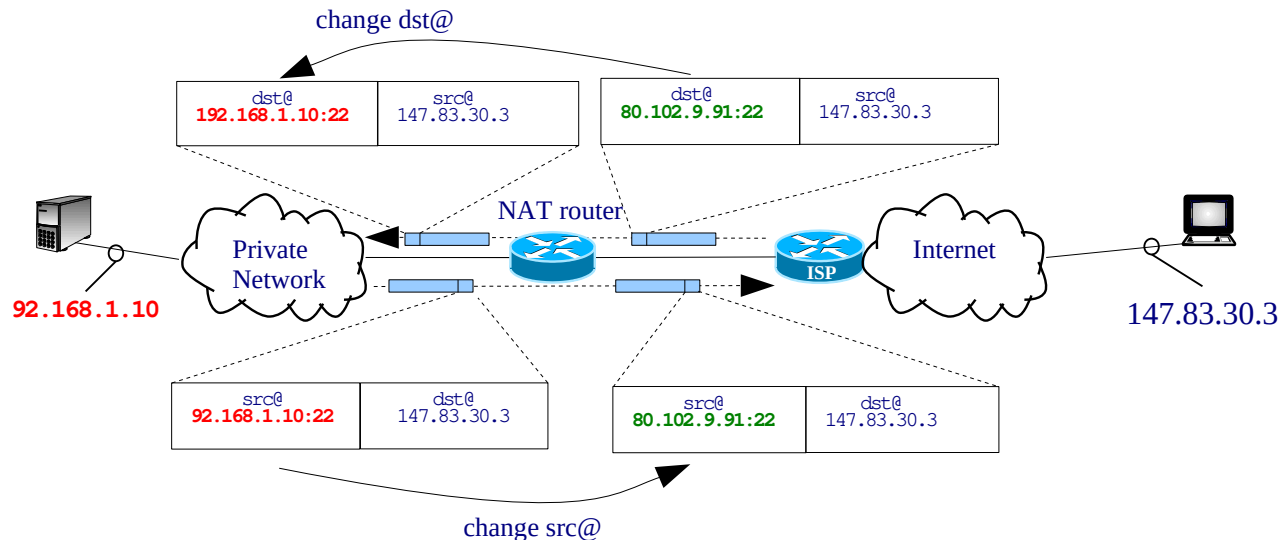 change dst@
dst@
192.168.1.10:22
src@
147.83.30.3
dst@
80.102.9.91:22
src@
147.83.30.3
NAT router
Private
Network
Internet
ISP
92.168.1.10
147.83.30.3
src@
92.168.1.10:22
dst@
147.83.30.3
src@
80.102.9.91:22
dst@
147.83.30.3
change src@